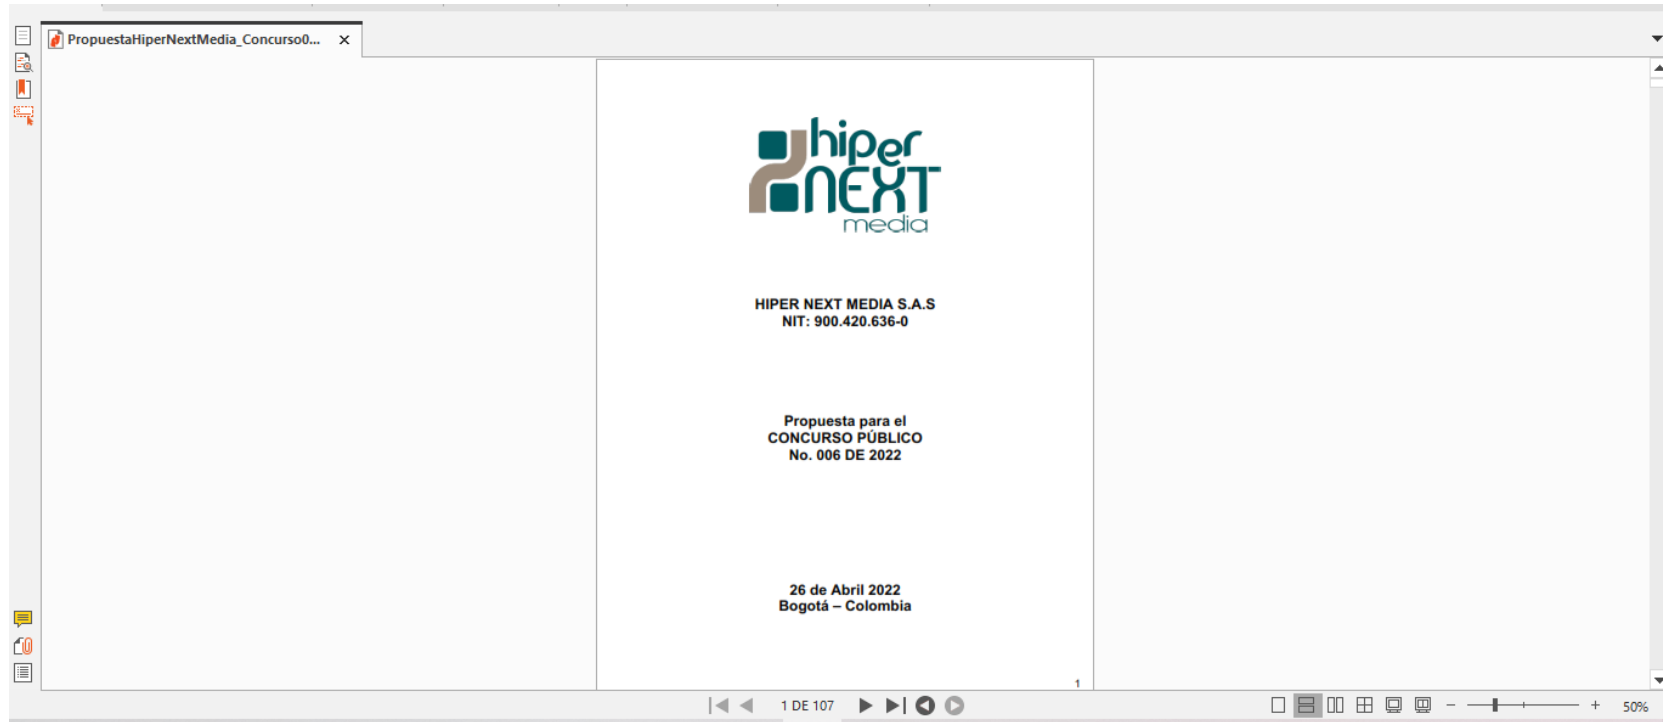 PropuestaHiperNextMedia_Concurso0...
hiper
NEXT
media
HIPER NEXT MEDIA S.A.S
NIT: 900.420.636-0
Propuesta para el
CONCURSO PÚBLICO
No. 006 DE 2022
26 de Abril 2022
Bogotá – Colombia
1
1 DE 107
50%